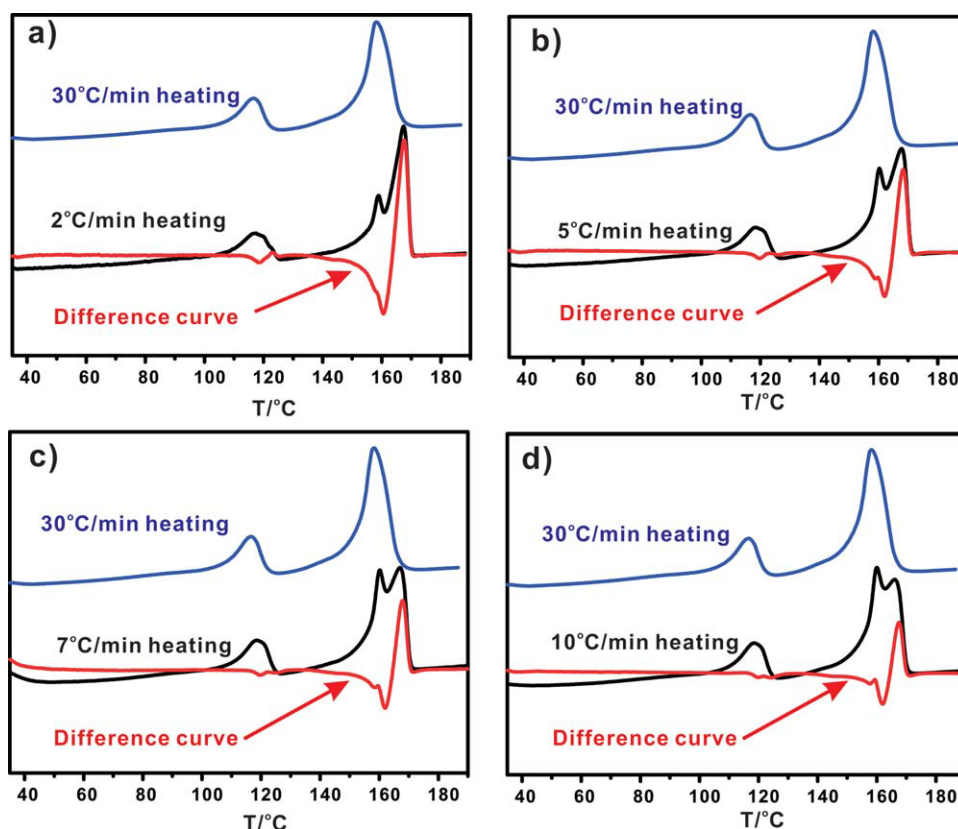 a)
30°C/min heating
2°C/min heating
Difference curve
40 60 80 100 120 140 160 180
T/°C
b)
30°C/min heating
5°C/min heating
Difference curve
40 60 80 100 120 140 160 180
T/°C
c)
30°C/min heating
7°C/min heating
Difference curve
40 60 80 100 120 140 160 180
T/°C
d)
30°C/min heating
10°C/min heating
Difference curve
40 60 80 100 120 140 160 180
T/°C